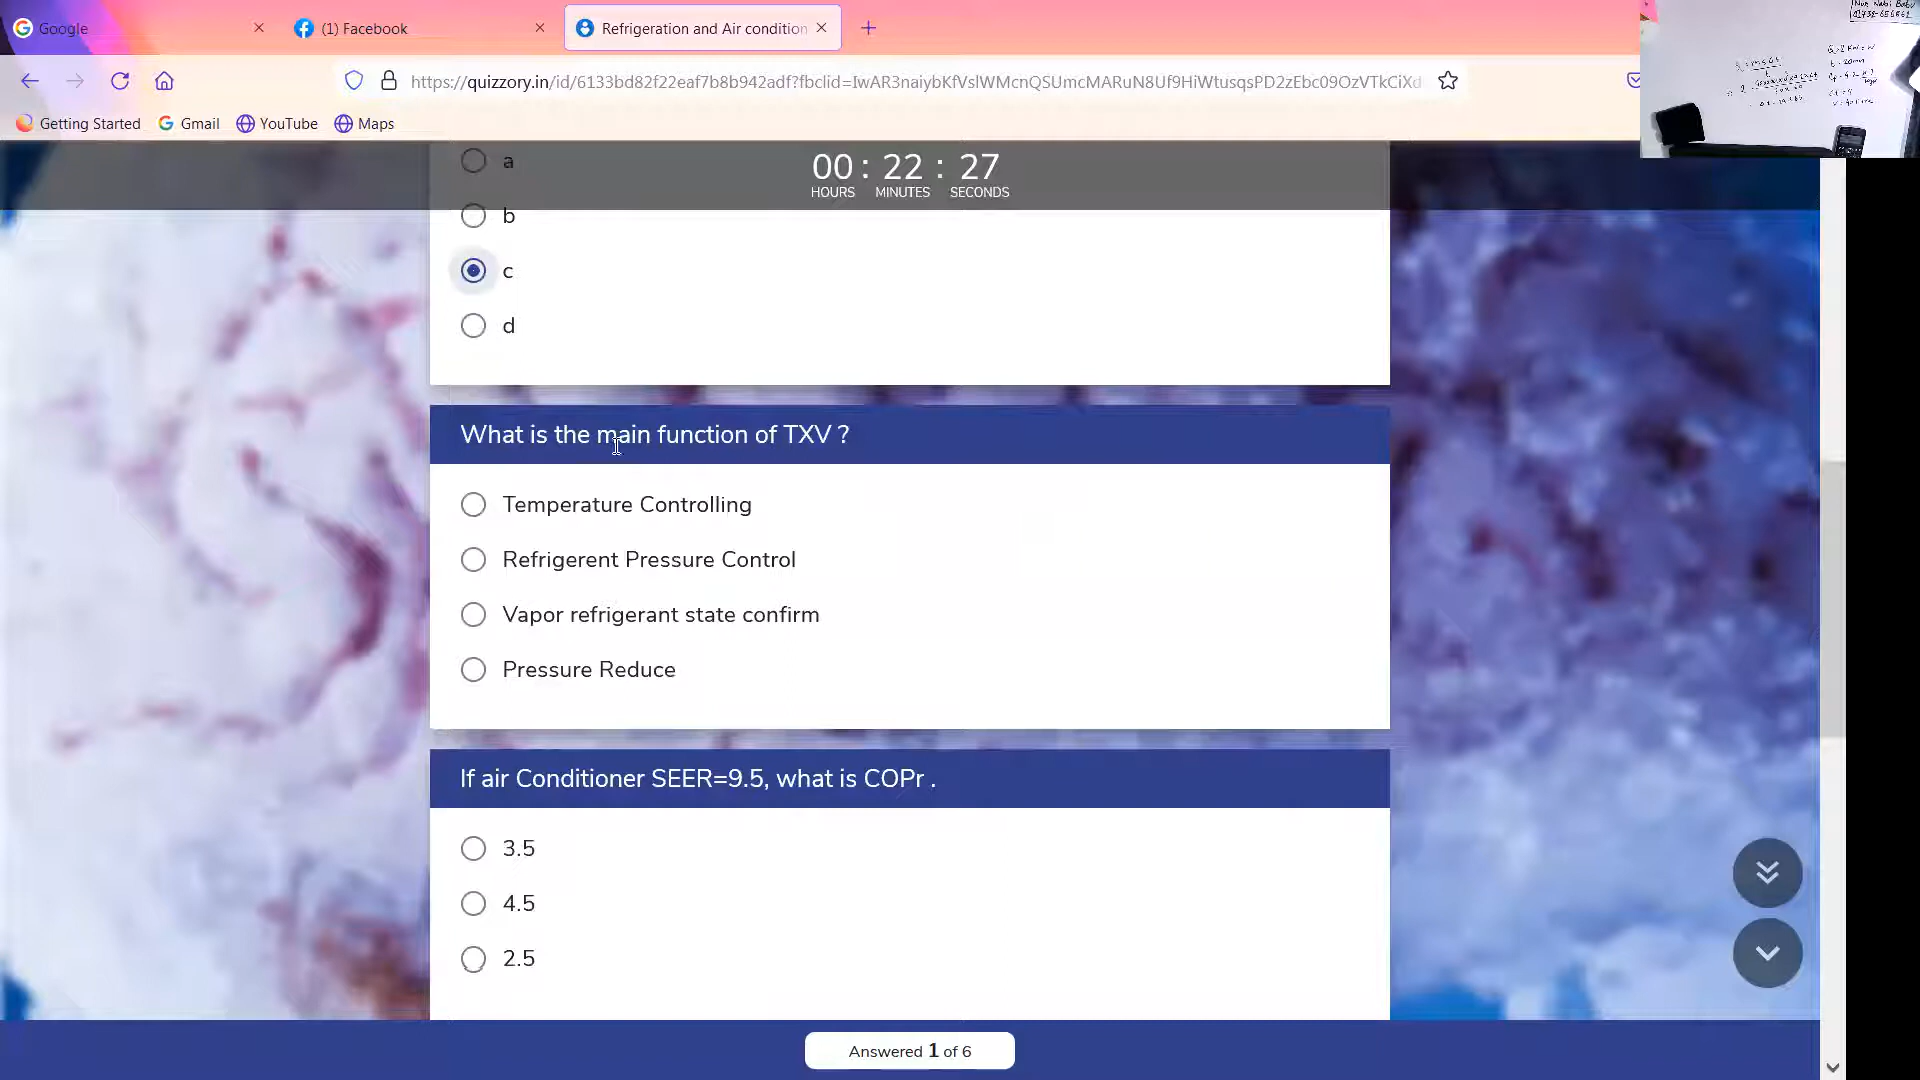 Google
(1) Facebook
Refrigeration and Air condition
https://quizzory.in/id/6133bd82f22eaf7b8b942adf?fbclid=IwAR3naiybKfVslWMcnQSUmcMARuN8Uf9HiWtusqsPD2zEbc09OzVTkCiXd
Getting Started
Gmail
YouTube
Maps
00 : 22 : 27
HOURS MINUTES SECONDS
a
b
c
d
What is the main function of TXV ?
Temperature Controlling
Refrigerent Pressure Control
Vapor refrigerant state confirm
Pressure Reduce
If air Conditioner SEER=9.5, what is COPr .
3.5
4.5
2.5
Answered 1 of 6